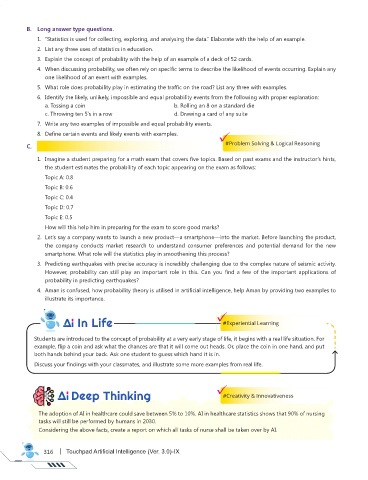 B. Long answer type questions.
1. "Statistics is used for collecting, exploring, and analysing the data." Elaborate with the help of an example.
2. List any three uses of statistics in education.
3. Explain the concept of probability with the help of an example of a deck of 52 cards.
4. When discussing probability, we often rely on specific terms to describe the likelihood of events occurring. Explain any
one likelihood of an event with examples.
5. What role does probability play in estimating the traffic on the road? List any three with examples.
6. Identify the likely, unlikely, impossible and equal probability events from the following with proper explanation:
a. Tossing a coin b. Rolling an 8 on a standard die
c. Throwing ten 5's in a row d. Drawing a card of any suite
7. Write any two examples of impossible and equal probability events.
8. Define certain events and likely events with examples.
#Problem Solving & Logical Reasoning
C.
1. Imagine a student preparing for a math exam that covers five topics. Based on past exams and the instructor's hints,
the student estimates the probability of each topic appearing on the exam as follows:
Topic A: 0.8
Topic B: 0.6
Topic C: 0.4
Topic D: 0.7
Topic E: 0.5
How will this help him in preparing for the exam to score good marks?
2. Let's say a company wants to launch a new product—a smartphone—into the market. Before launching the product,
the company conducts market research to understand consumer preferences and potential demand for the new
smartphone. What role will the statistics play in smoothening this process?
3. Predicting earthquakes with precise accuracy is incredibly challenging due to the complex nature of seismic activity.
However, probability can still play an important role in this. Can you find a few of the important applications of
probability in predicting earthquakes?
4. Aman is confused, how probability theory is utilised in artificial intelligence, help Aman by providing two examples to
illustrate its importance.
Ai In Life #Experiential Learning
Students are introduced to the concept of probability at a very early stage of life, it begins with a real life situation. For
example, flip a coin and ask what the chances are that it will come out heads. Or, place the coin in one hand, and put
both hands behind your back. Ask one student to guess which hand it is in.
Discuss your findings with your classmates, and illustrate some more examples from real life.
Ai Deep Thinking #Creativity & Innovativeness
The adoption of AI in healthcare could save between 5% to 10%. AI in healthcare statistics shows that 90% of nursing
tasks will still be performed by humans in 2030.
Considering the above facts, create a report on which all tasks of nurse shall be taken over by AI.
316 | Touchpad Artificial Intelligence (Ver. 3.0)-IX